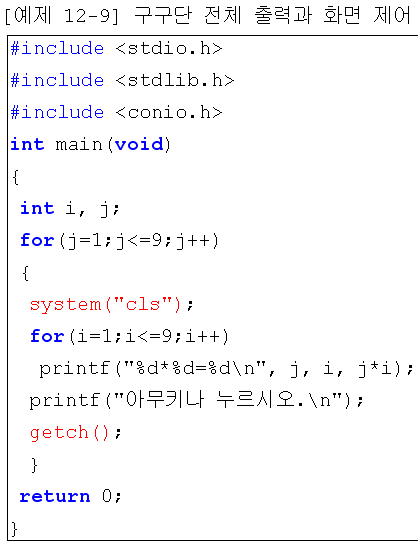 [예제 12-9] 구구단 전체 출력과 화면 제어
#include <stdio.h>
#include <stdlib.h>
#include <conio.h>
int main(void)
{
int i, j;
for(j=1;j<=9;j++)
{
system("cls");
for(i=1;i<=9;i++)
printf("%d*%d=%d\n", j, i, j*i);
printf("아무키나 누르시오.\n");
getch();
}
return 0;
}